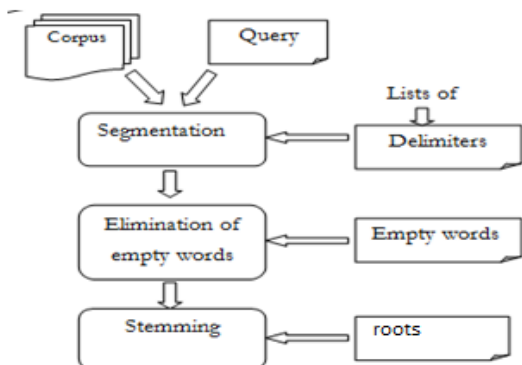 Corpus
Query
Lists of
Segmentation
Delimiters
Elimination of
empty words
Empty words
Stemming
roots